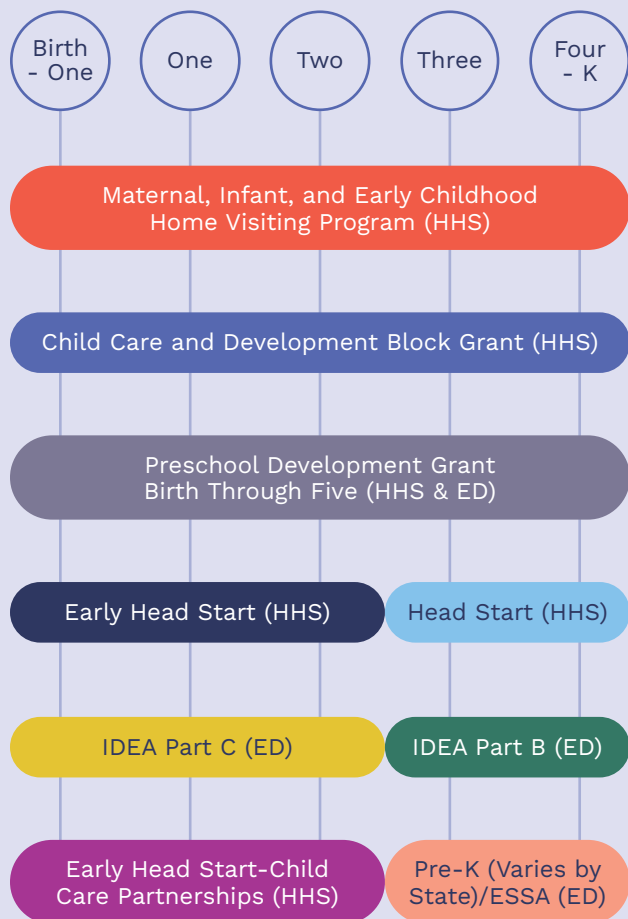 Birth
- One
One
Two
Three
Four
- K
Maternal, Infant, and Early Childhood
Home Visiting Program (HHS)
Child Care and Development Block Grant (HHS)
Preschool Development Grant
Birth Through Five (HHS & ED)
Early Head Start (HHS)
Head Start (HHS)
IDEA Part C (ED)
IDEA Part B (ED)
Early Head Start-Child
Care Partnerships (HHS)
Pre-K (Varies by
State)/ESSA (ED)